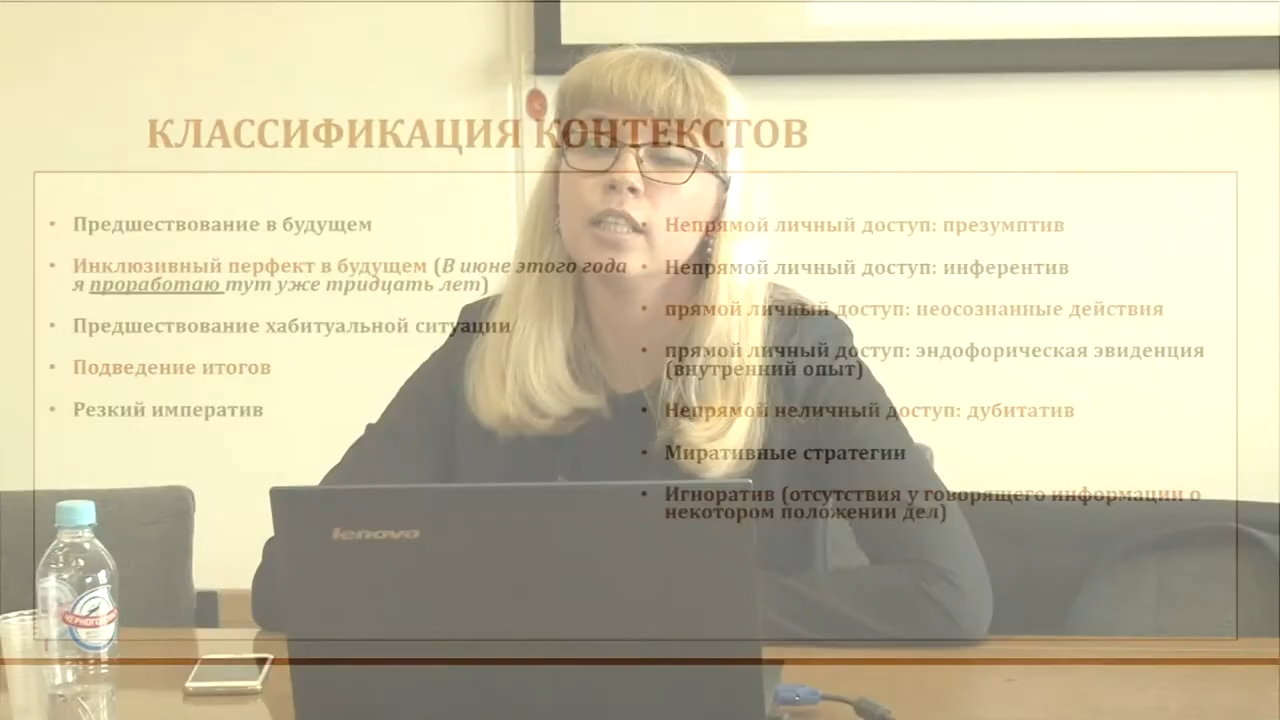 КЛАССИФИКАЦИЯ КОНТЕКСТОВ
• Предшествование в будущем
• Инклюзивный перфект в будущем (В июне этого года
я проработаю тут уже тридцать лет)
• Предшествование хабитуальной ситуации
• Подведение итогов
• Резкий императив
• Непрямой личный доступ: презумптив
• Непрямой личный доступ: инферентив
• прямой личный доступ: неосознанные действия
• прямой личный доступ: эндофорическая эвиденция
(внутренний опыт)
• Непрямой неличный доступ: дубитатив
• Миративные стратегии
• Игноратив (отсутствия у говорящего информации о
некотором положении дел)
lenovo